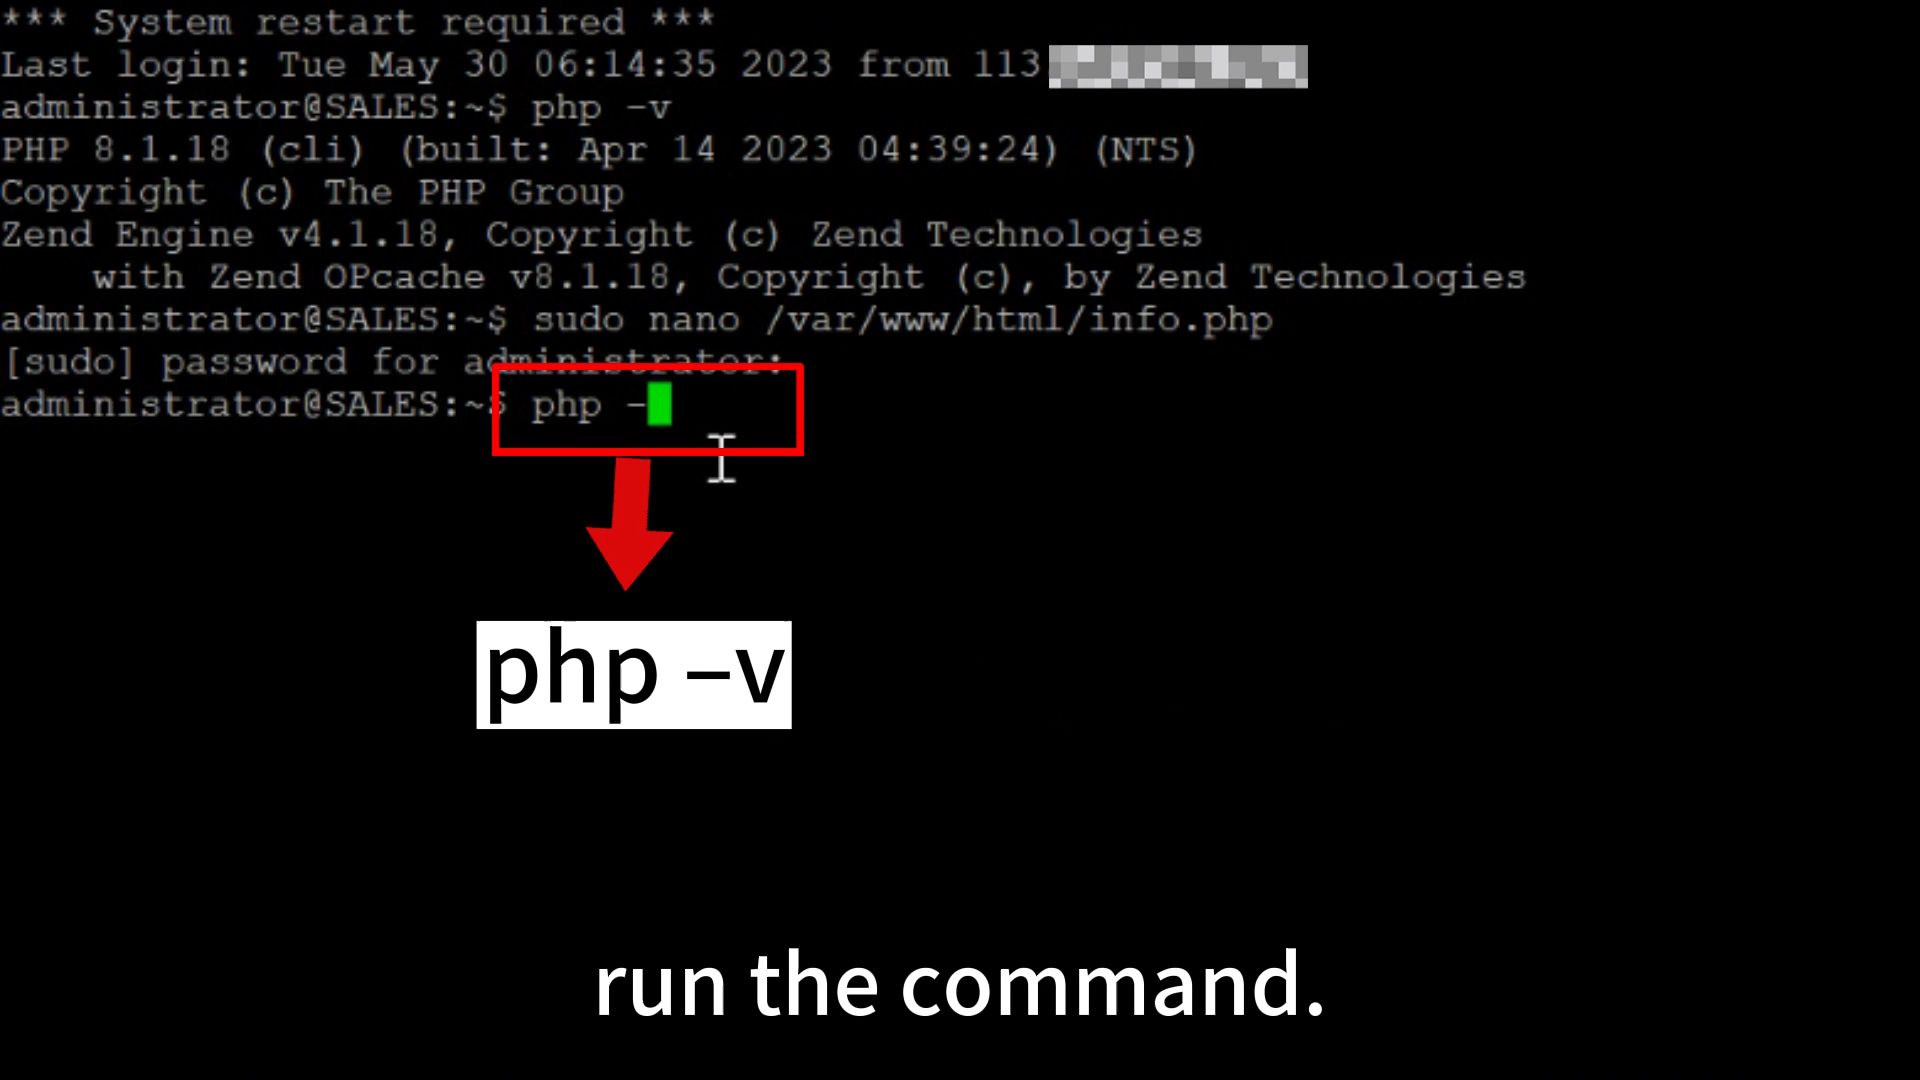 *** System restart required ***
Last login: Tue May 30 06:14:35 2023 from 113
administrator@SALES:~$ php -v
PHP 8.1.18 (cli) (built: Apr 14 2023 04:39:24) (NTS)
Copyright (c) The PHP Group
Zend Engine v4.1.18, Copyright (c) Zend Technologies
    with Zend OPcache v8.1.18, Copyright (c), by Zend Technologies
administrator@SALES:~$ sudo nano /var/www/html/info.php
[sudo] password for administrator:
administrator@SALES:~$ php -
php –v
run the command.